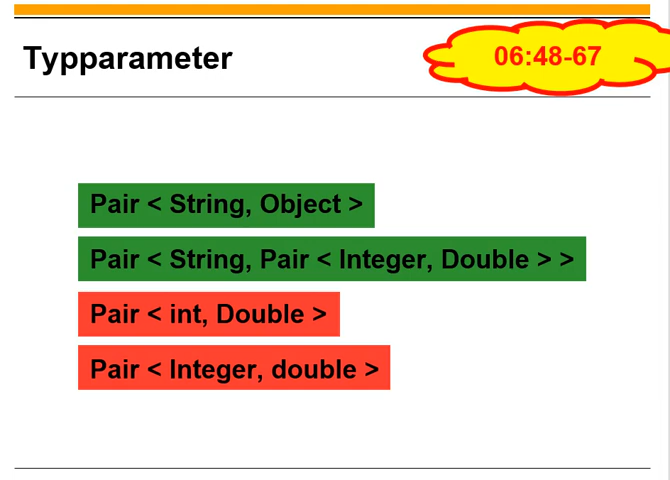 Typparameter
06:48-67
Pair < String, Object >
Pair < String, Pair < Integer, Double > >
Pair < int, Double >
Pair < Integer, double >